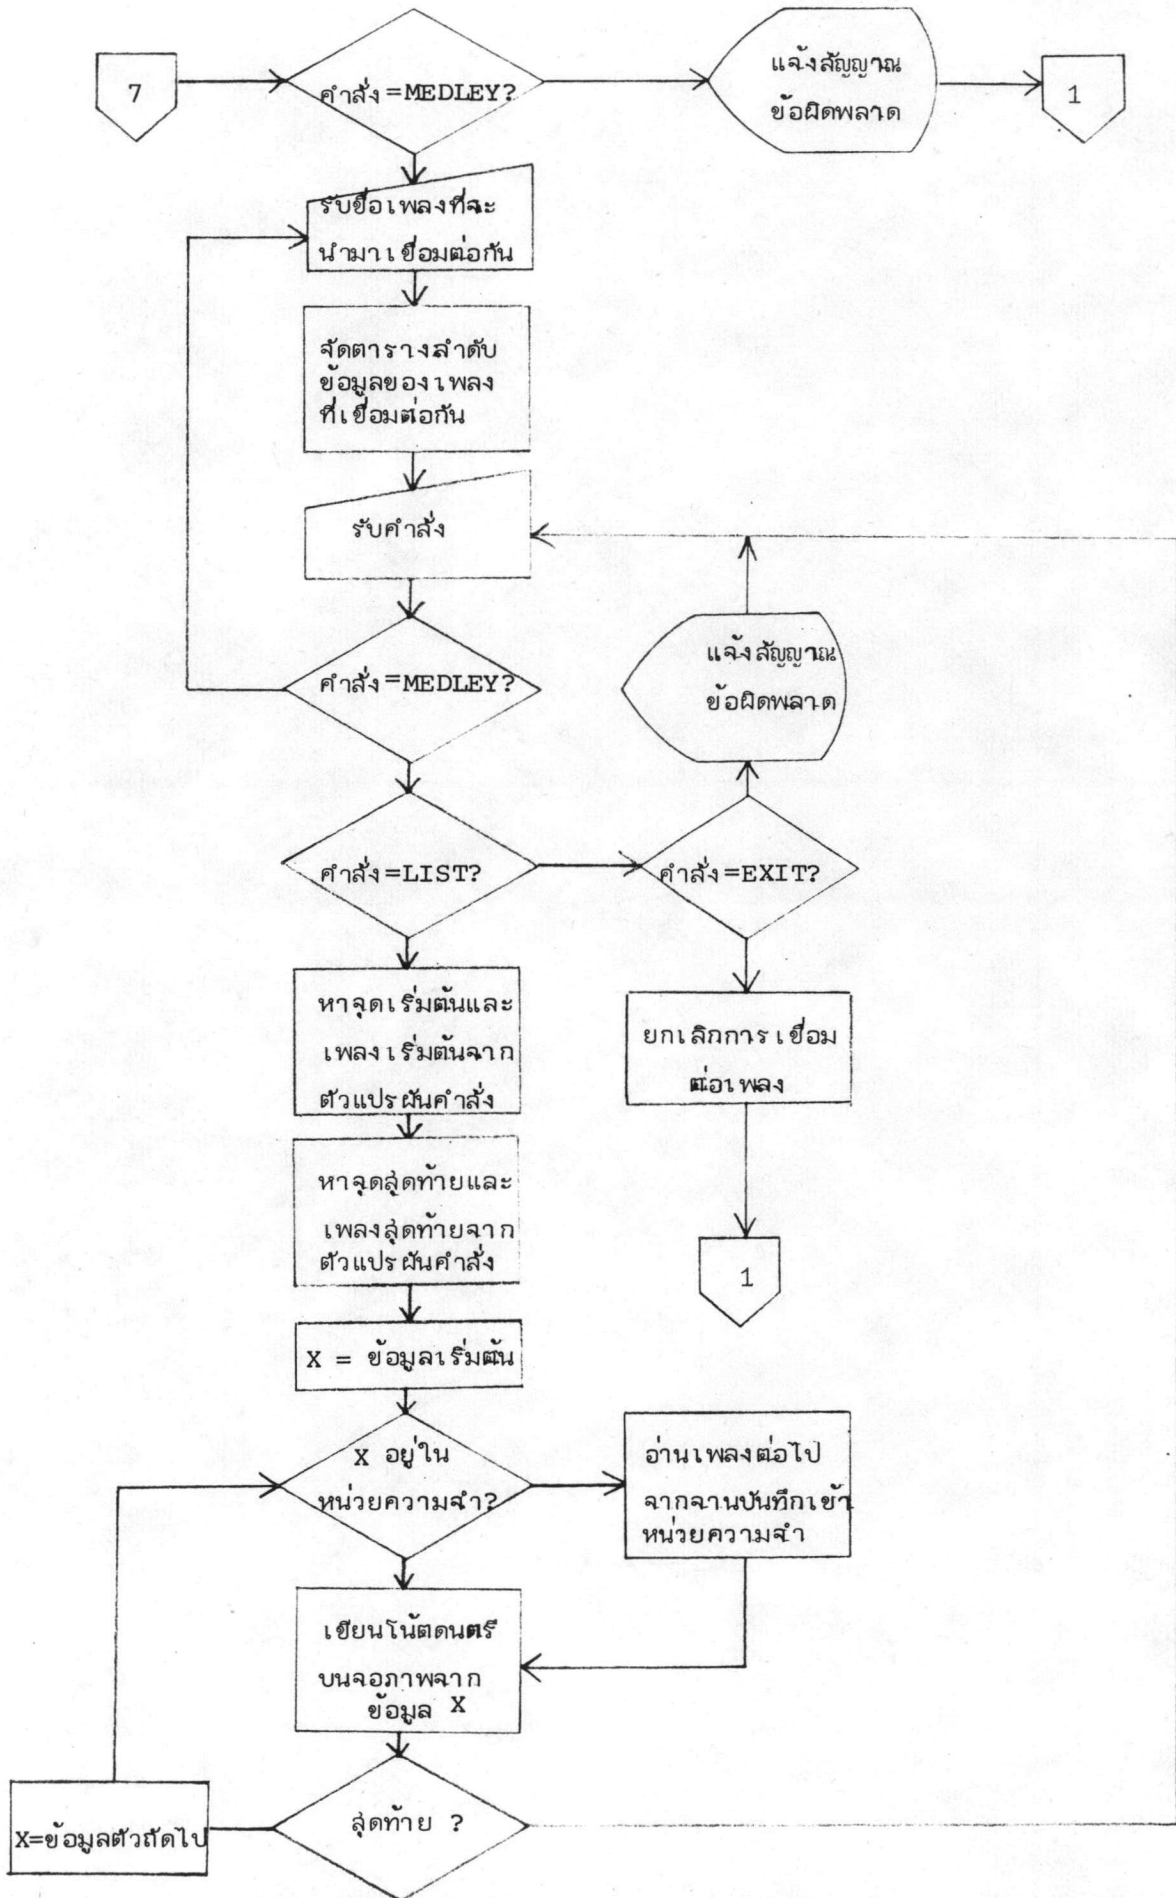 7
คำสั่ง=MEDLEY?
แจ้งสัญญาณ
ข้อผิดพลาด
1
รับชื่อเพลงที่จะ
นำมาเชื่อมต่อกัน
จัดตารางลำดับ
ข้อมูลของเพลง
ที่เชื่อมต่อกัน
รับคำสั่ง
คำสั่ง=MEDLEY?
แจ้งสัญญาณ
ข้อผิดพลาด
คำสั่ง=LIST?
คำสั่ง=EXIT?
หาจุดเริ่มต้นและ
เพลงเริ่มต้นจาก
ตัวแปรผันคำสั่ง
ยกเลิกการเชื่อม
ต่อเพลง
หาจุดสุดท้ายและ
เพลงสุดท้ายจาก
ตัวแปรผันคำสั่ง
1
X = ข้อมูลเริ่มต้น
X อยู่ใน
หน่วยความจำ?
อ่านเพลงต่อไป
จากจานบันทึกเข้า
หน่วยความจำ
เขียนโน้ตดนตรี
บนจอภาพจาก
ข้อมูล X
X=ข้อมูลตัวถัดไป
สุดท้าย ?